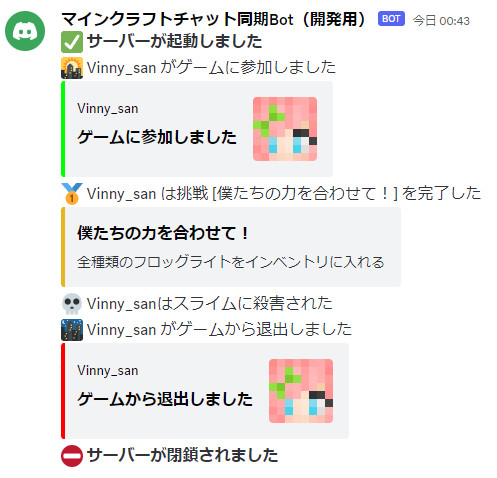 マインクラフトチャット同期Bot（開発用） BOT 今日 00:43
サーバーが起動しました
Vinny_san がゲームに参加しました
Vinny_san
ゲームに参加しました
Vinny_san は挑戦 [僕たちの力を合わせて！] を完了した
僕たちの力を合わせて！
全種類のフロッグライトをインベントリに入れる
Vinny_sanはスライムに殺害された
Vinny_san がゲームから退出しました
Vinny_san
ゲームから退出しました
サーバーが閉鎖されました